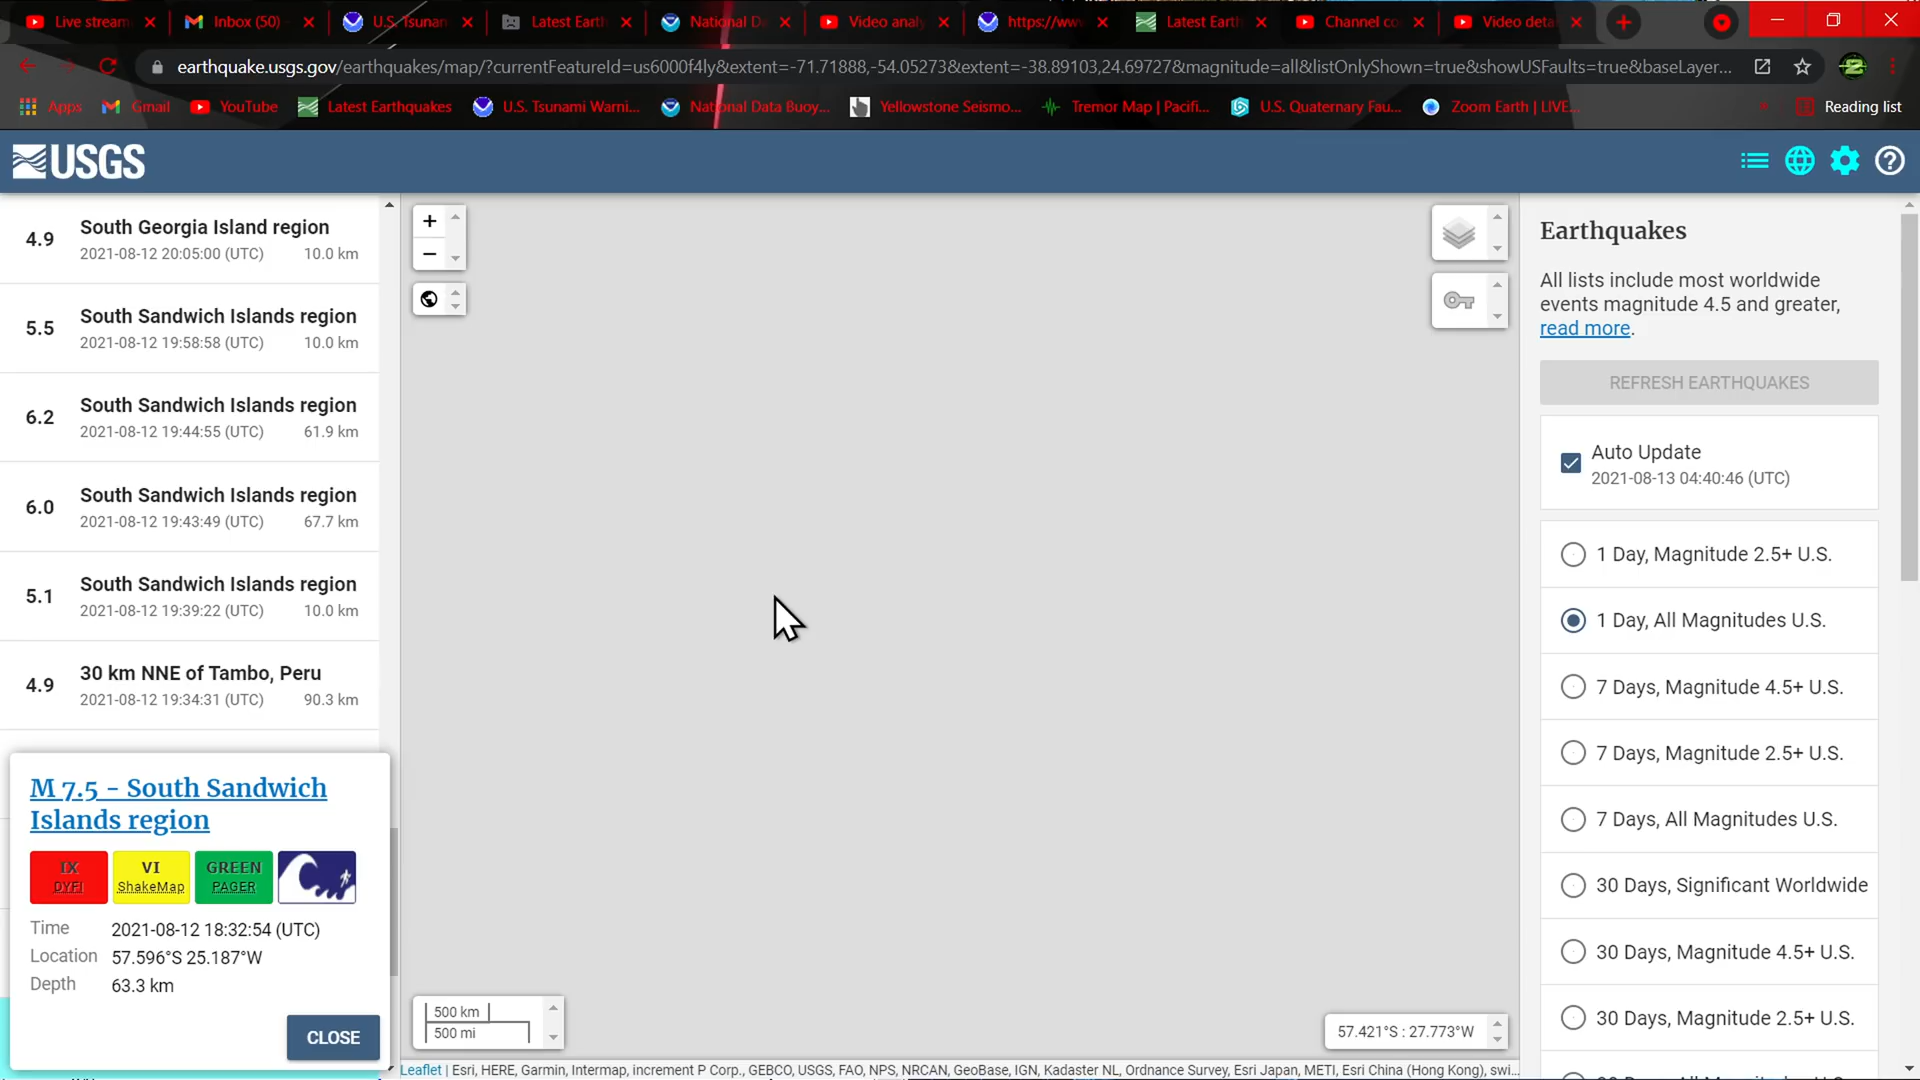 Live stream
Inbox (50)
U.S. Tsunan
Latest Earth
National Da
Video analy
https://ww
Latest Earth
Channel co
Video deta
earthquake.usgs.gov/earthquakes/map/?currentFeatureId=us6000f4ly&extent=-71.71888,-54.05273&extent=-38.89103,24.69727&magnitude=all&listOnlyShown=true&showUSFaults=true&baseLayer...
Apps
Gmail
YouTube
Latest Earthquakes
U.S. Tsunami Warni...
National Data Buoy...
Yellowstone Seismo...
Tremor Map | Pacifi...
U.S. Quaternary Fau...
Zoom Earth | LIVE...
Reading list
USGS
4.9
South Georgia Island region
2021-08-12 20:05:00 (UTC) 10.0 km
5.5
South Sandwich Islands region
2021-08-12 19:58:58 (UTC) 10.0 km
6.2
South Sandwich Islands region
2021-08-12 19:44:55 (UTC) 61.9 km
6.0
South Sandwich Islands region
2021-08-12 19:43:49 (UTC) 67.7 km
5.1
South Sandwich Islands region
2021-08-12 19:39:22 (UTC) 10.0 km
4.9
30 km NNE of Tambo, Peru
2021-08-12 19:34:31 (UTC) 90.3 km
M 7.5 - South Sandwich
Islands region
IX
DYFI
VI
ShakeMap
GREEN
PAGER
Time 2021-08-12 18:32:54 (UTC)
Location 57.596°S 25.187°W
Depth 63.3 km
CLOSE
+
−
500 km
500 mi
57.421°S : 27.773°W
Leaflet | Esri, HERE, Garmin, Intermap, increment P Corp., GEBCO, USGS, FAO, NPS, NRCAN, GeoBase, IGN, Kadaster NL, Ordnance Survey, Esri Japan, METI, Esri China (Hong Kong), swi...
Earthquakes
All lists include most worldwide
events magnitude 4.5 and greater,
read more.
REFRESH EARTHQUAKES
Auto Update
2021-08-13 04:40:46 (UTC)
1 Day, Magnitude 2.5+ U.S.
1 Day, All Magnitudes U.S.
7 Days, Magnitude 4.5+ U.S.
7 Days, Magnitude 2.5+ U.S.
7 Days, All Magnitudes U.S.
30 Days, Significant Worldwide
30 Days, Magnitude 4.5+ U.S.
30 Days, Magnitude 2.5+ U.S.